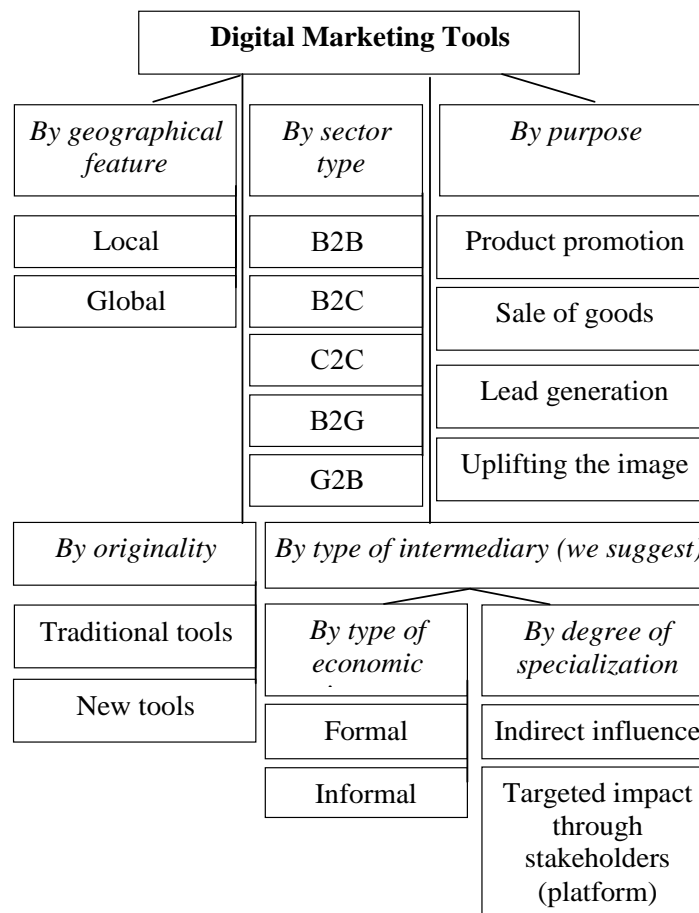 Digital Marketing Tools
By geographical
feature
By sector
type
By purpose
Local
Global
B2B
B2C
C2C
B2G
G2B
Product promotion
Sale of goods
Lead generation
Uplifting the image
By originality
By type of intermediary (we suggest)
Traditional tools
New tools
By type of
economic
By degree of
specialization
Formal
Informal
Indirect influence
Targeted impact
through
stakeholders
(platform)